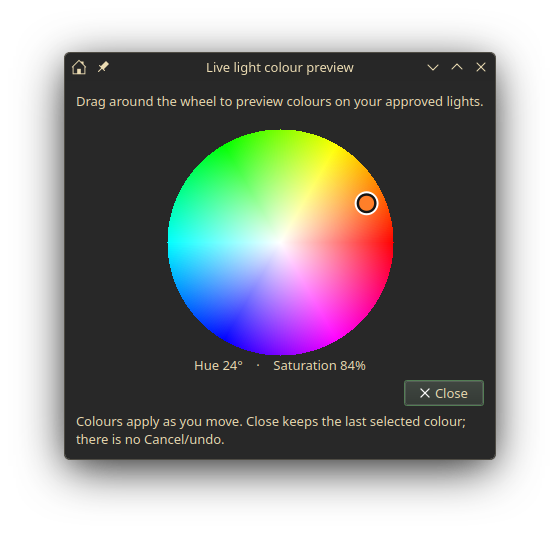 Live light colour preview
Drag around the wheel to preview colours on your approved lights.
Hue 24° · Saturation 84%
Close
Colours apply as you move. Close keeps the last selected colour;
there is no Cancel/undo.